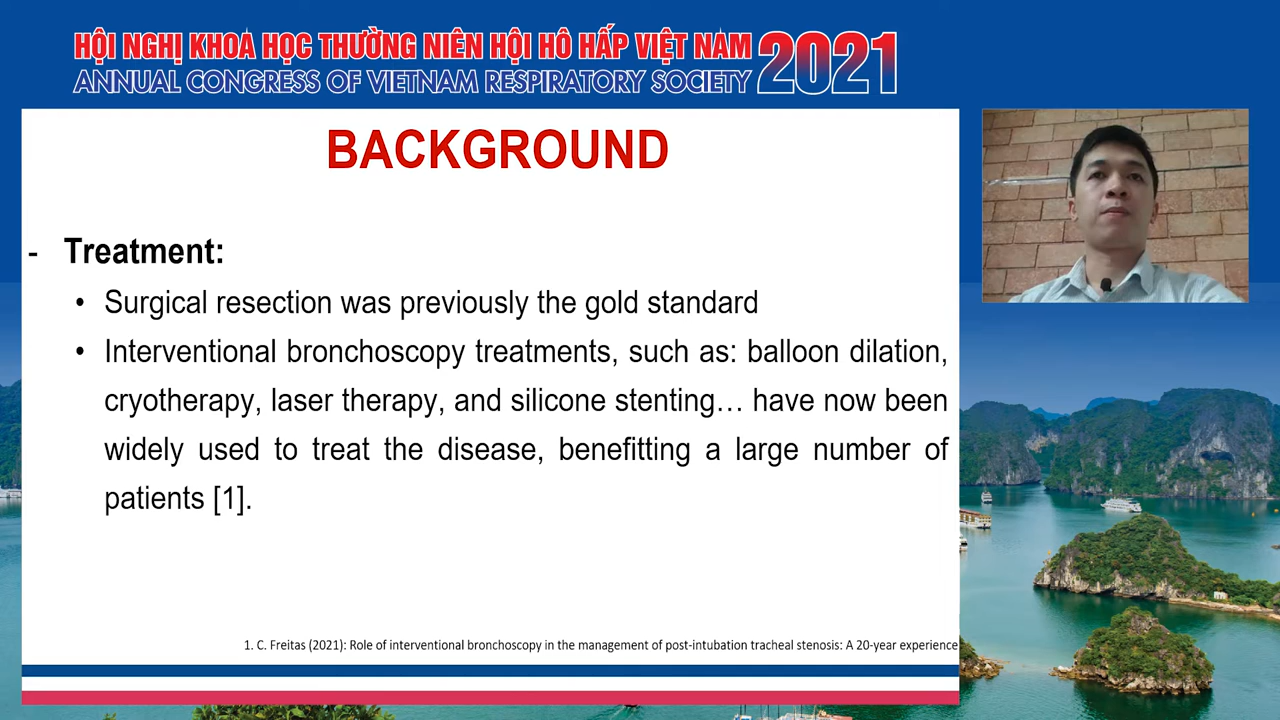 HỘI NGHỊ KHOA HỌC THƯỜNG NIÊN HỘI HÔ HẤP VIỆT NAM 2021
ANNUAL CONGRESS OF VIETNAM RESPIRATORY SOCIETY
BACKGROUND
- Treatment:
• Surgical resection was previously the gold standard
• Interventional bronchoscopy treatments, such as: balloon dilation,
cryotherapy, laser therapy, and silicone stenting… have now been
widely used to treat the disease, benefitting a large number of
patients [1].
1. C. Freitas (2021): Role of interventional bronchoscopy in the management of post-intubation tracheal stenosis: A 20-year experience